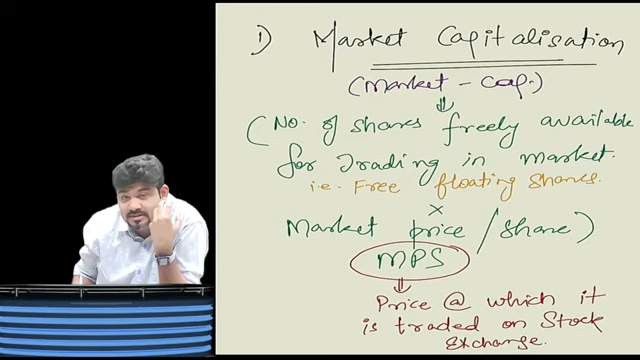 1) Market Capitalisation
(Market - Cap.)
⇓
(No. of shares freely available
for Trading in market.
i.e. Free floating shares.
×
Market price / share)
MPS
⇓
Price @ which it
is traded on Stock
Exchange.